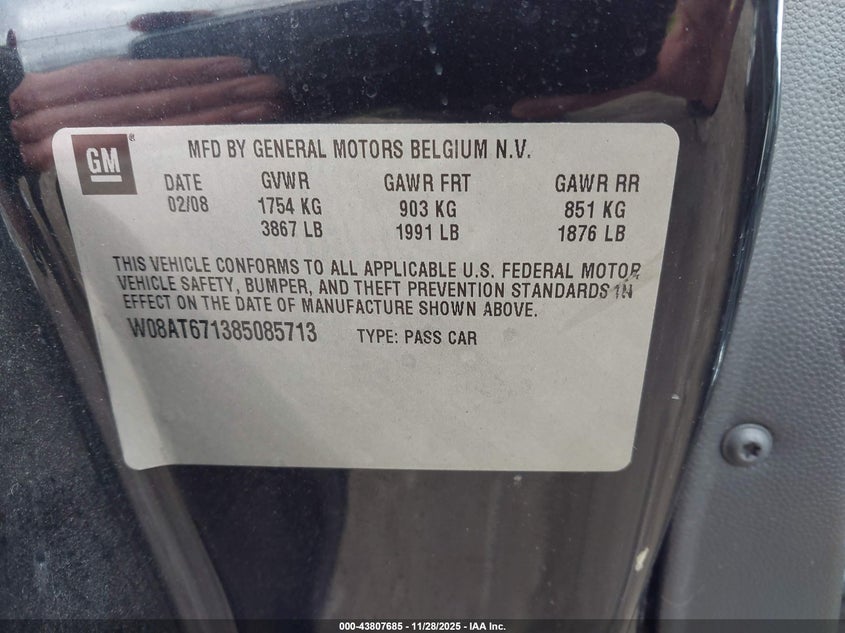 GM®
MFD BY GENERAL MOTORS BELGIUM N.V.
DATE GVWR GAWR FRT GAWR RR
02/08 1754 KG 903 KG 851 KG
3867 LB 1991 LB 1876 LB
THIS VEHICLE CONFORMS TO ALL APPLICABLE U.S. FEDERAL MOTOR
VEHICLE SAFETY, BUMPER, AND THEFT PREVENTION STANDARDS IN
EFFECT ON THE DATE OF MANUFACTURE SHOWN ABOVE.
W08AT671385085713 TYPE: PASS CAR
000-43807685 - 11/28/2025 - IAA Inc.